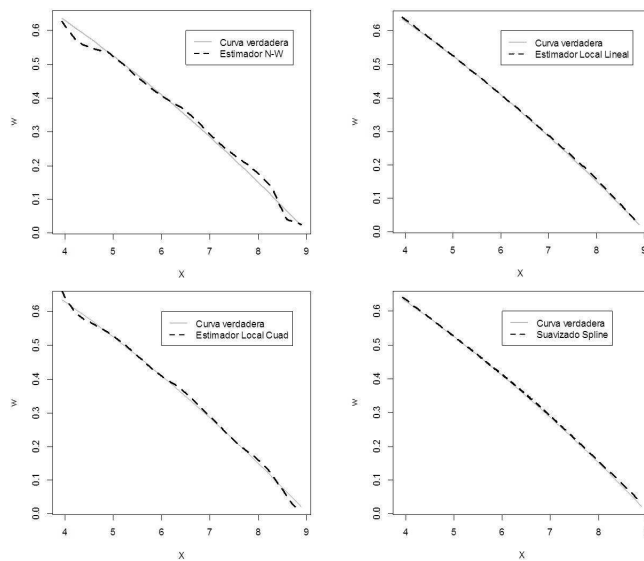 0.6
0.5
0.4
0.3
0.2
0.1
0.0
w
Curva verdadera
Estimador N-W
4 5 6 7 8 9
X
0.6
0.5
0.4
0.3
0.2
0.1
0.0
w
Curva verdadera
Estimador Local Lineal
4 5 6 7 8
X
0.6
0.5
0.4
0.3
0.2
0.1
0.0
w
Curva verdadera
Estimador Local Cuad
4 5 6 7 8 9
X
0.6
0.5
0.4
0.3
0.2
0.1
0.0
w
Curva verdadera
Suavizado Spline
4 5 6 7 8
X